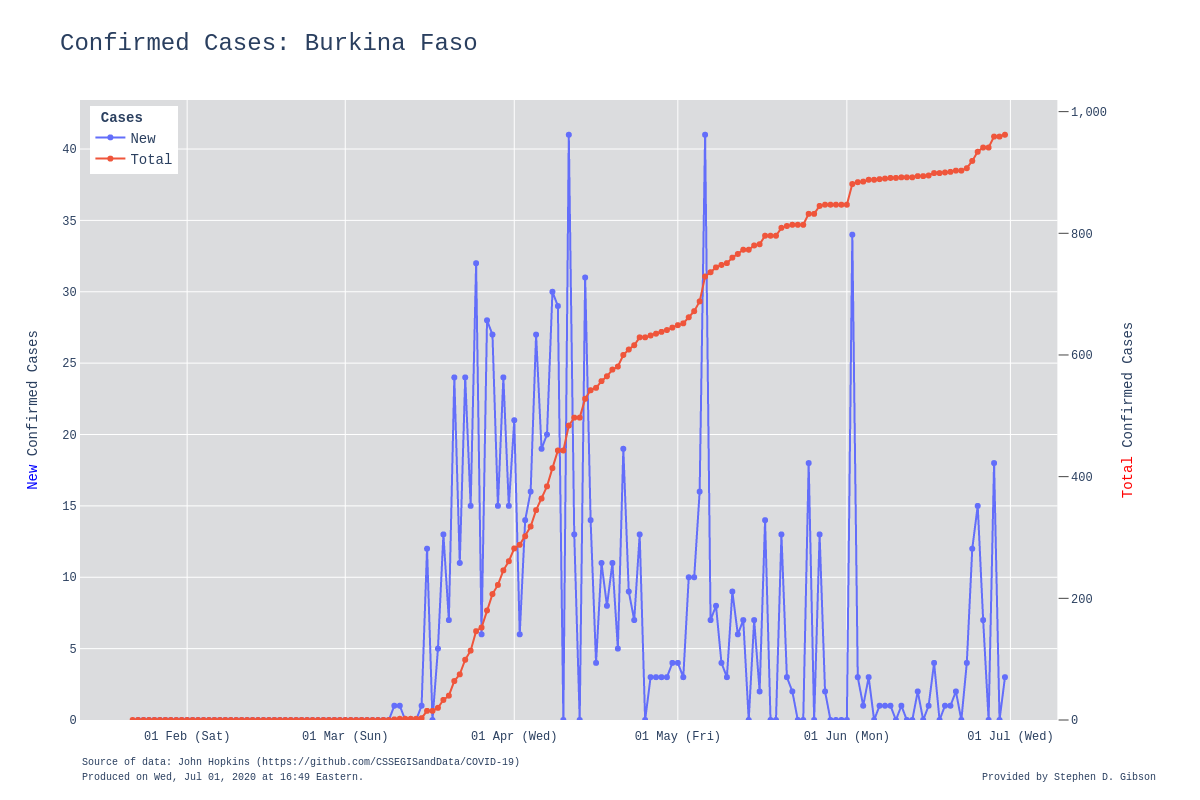 Confirmed Cases: Burkina Faso
Cases
New
Total
40
35
30
25
20
15
10
5
0
1,000
800
600
400
200
0
New Confirmed Cases
Total Confirmed Cases
01 Feb (Sat)
01 Mar (Sun)
01 Apr (Wed)
01 May (Fri)
01 Jun (Mon)
01 Jul (Wed)
Source of data: John Hopkins (https://github.com/CSSEGISandData/COVID-19)
Produced on Wed, Jul 01, 2020 at 16:49 Eastern.
Provided by Stephen D. Gibson